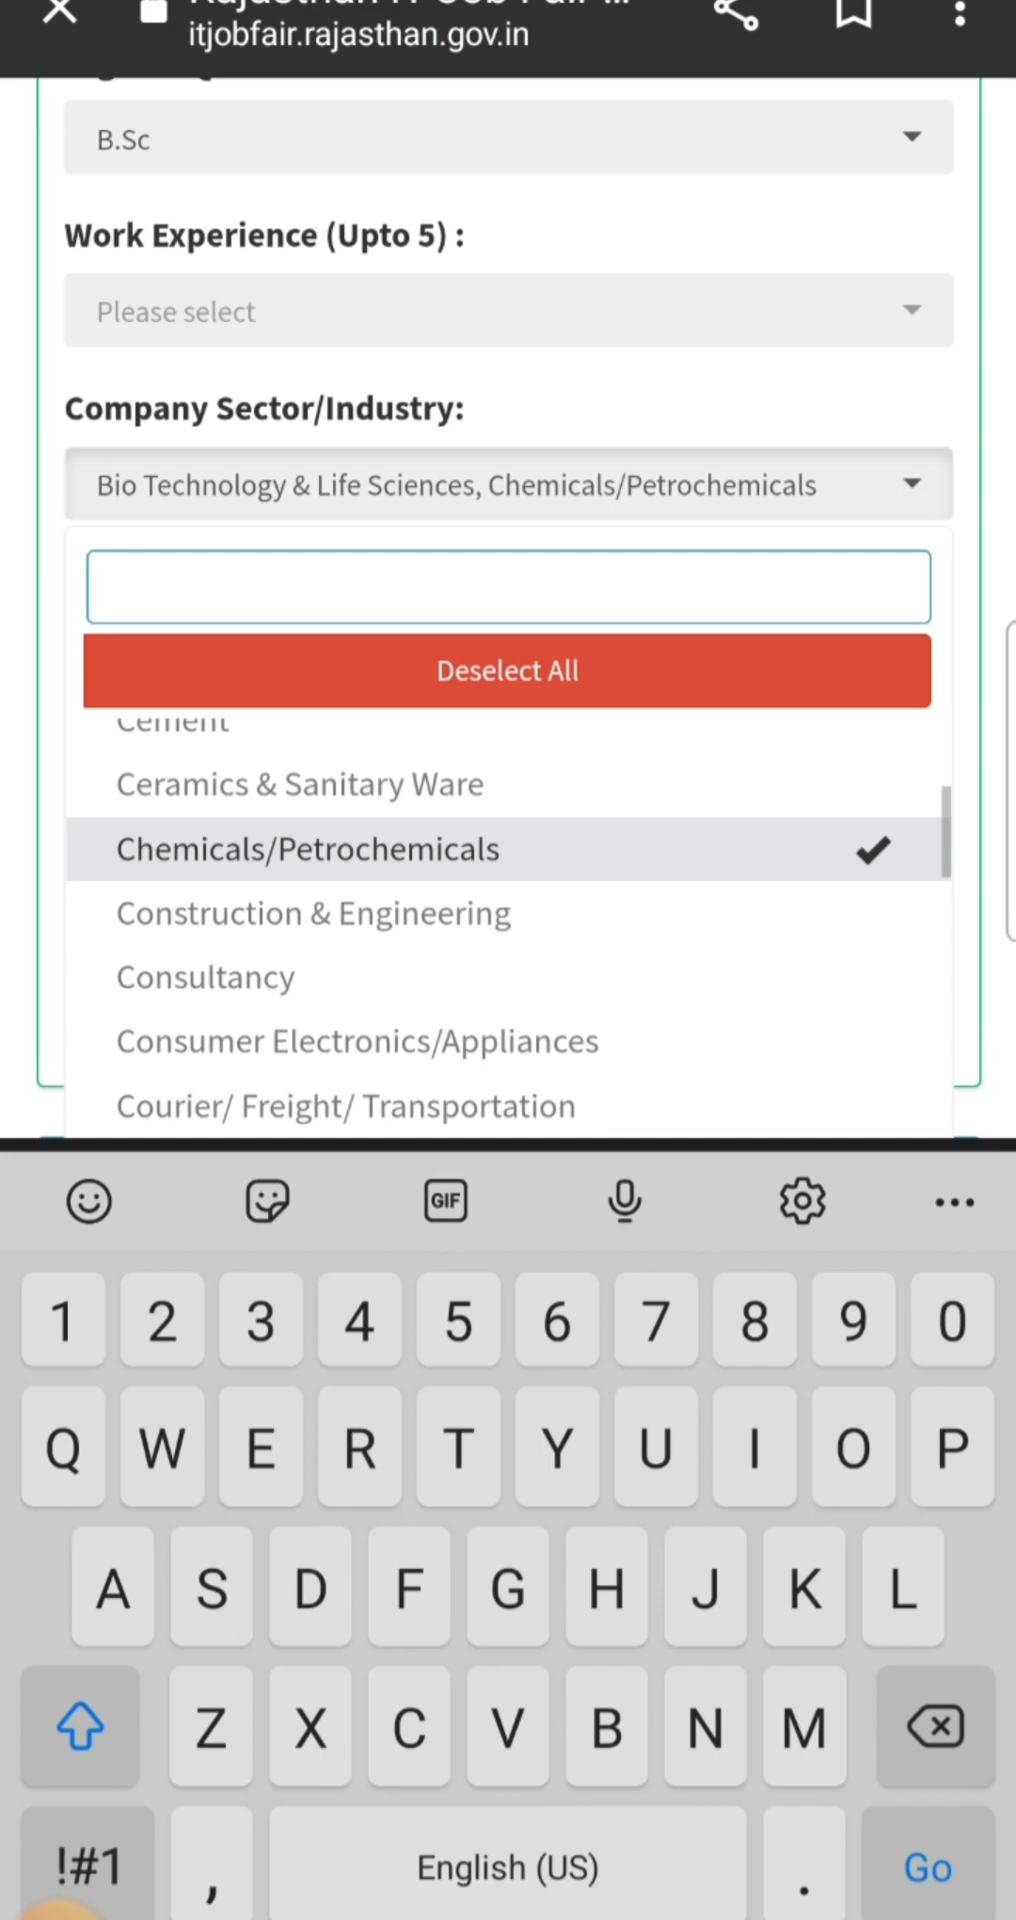 itjobfair.rajasthan.gov.in
B.Sc
Work Experience (Upto 5) :
Please select
Company Sector/Industry:
Bio Technology & Life Sciences, Chemicals/Petrochemicals
Deselect All
Cement
Ceramics & Sanitary Ware
Chemicals/Petrochemicals
Construction & Engineering
Consultancy
Consumer Electronics/Appliances
Courier/ Freight/ Transportation
GIF
1 2 3 4 5 6 7 8 9 0
Q W E R T Y U I O P
A S D F G H J K L
Z X C V B N M
!#1 , English (US) . Go